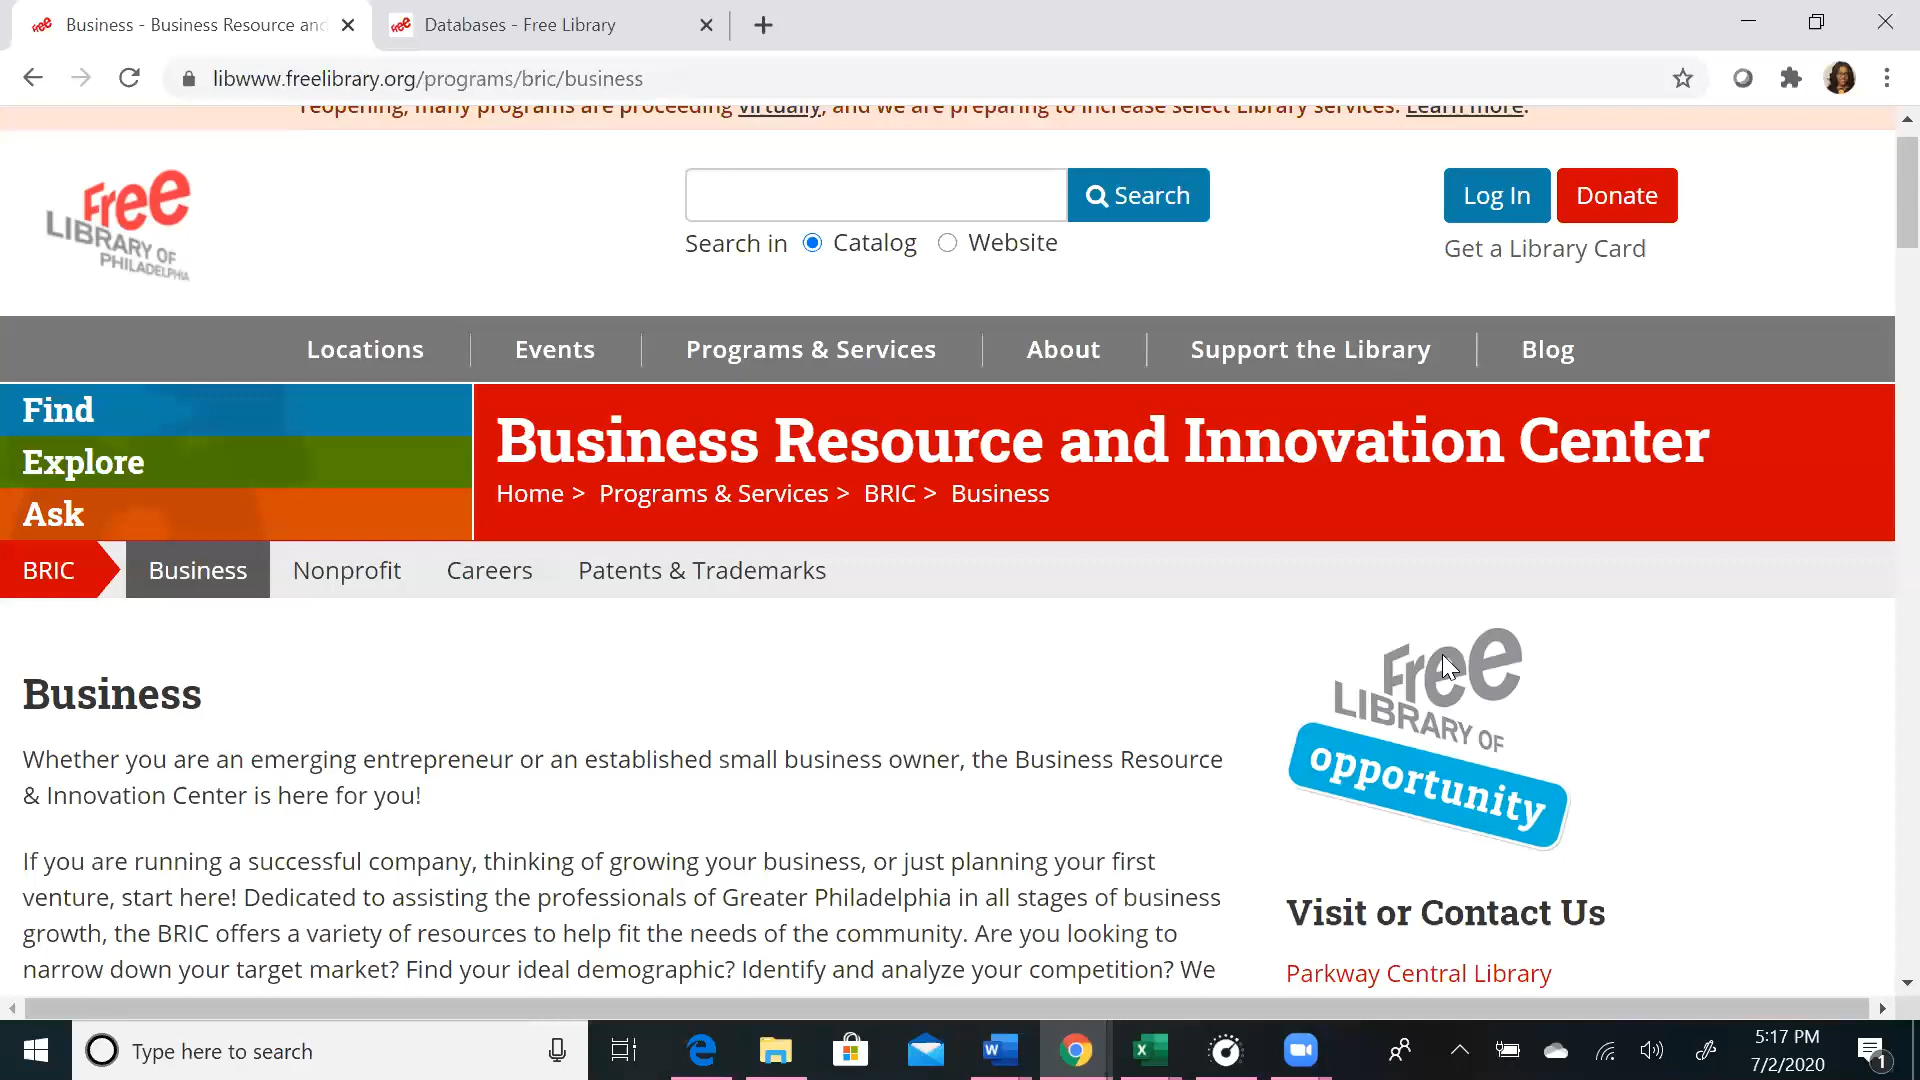 Business - Business Resource and
Databases - Free Library
libwww.freelibrary.org/programs/bric/business
reopening, many programs are proceeding virtually, and we are preparing to increase select Library services. Learn more.
Free
LIBRARY OF
PHILADELPHIA
Search
Search in Catalog Website
Log In
Donate
Get a Library Card
Locations
Events
Programs & Services
About
Support the Library
Blog
Find
Explore
Ask
Business Resource and Innovation Center
Home > Programs & Services > BRIC > Business
BRIC
Business
Nonprofit
Careers
Patents & Trademarks
Business
Whether you are an emerging entrepreneur or an established small business owner, the Business Resource
& Innovation Center is here for you!
If you are running a successful company, thinking of growing your business, or just planning your first
venture, start here! Dedicated to assisting the professionals of Greater Philadelphia in all stages of business
growth, the BRIC offers a variety of resources to help fit the needs of the community. Are you looking to
narrow down your target market? Find your ideal demographic? Identify and analyze your competition? We
Free
LIBRARY OF
opportunity
Visit or Contact Us
Parkway Central Library
Type here to search
5:17 PM
7/2/2020
1